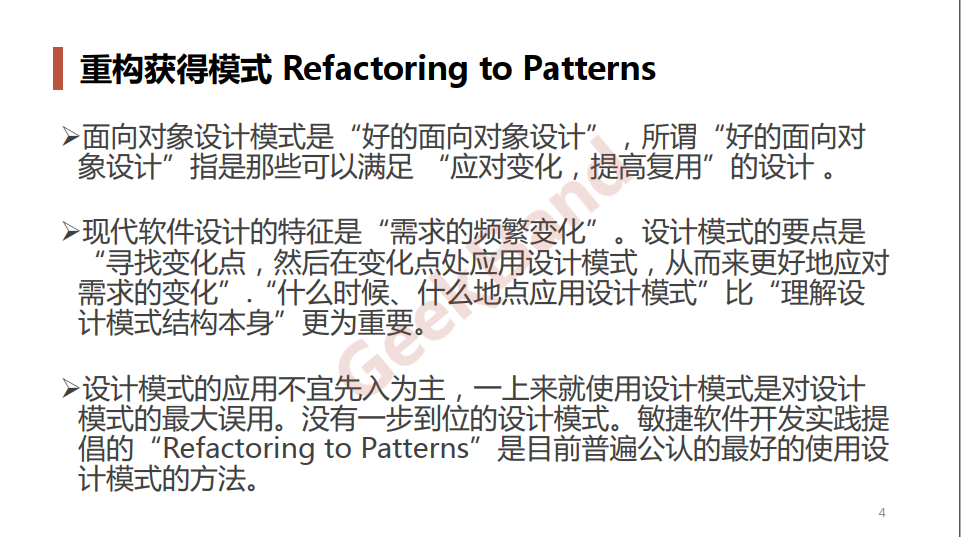 重构获得模式 Refactoring to Patterns
➢面向对象设计模式是“好的面向对象设计”，所谓“好的面向对
象设计”指是那些可以满足 “应对变化，提高复用”的设计 。
➢现代软件设计的特征是“需求的频繁变化”。设计模式的要点是
“寻找变化点，然后在变化点处应用设计模式，从而来更好地应对
需求的变化”.“什么时候、什么地点应用设计模式”比“理解设
计模式结构本身”更为重要。
➢设计模式的应用不宜先入为主，一上来就使用设计模式是对设计
模式的最大误用。没有一步到位的设计模式。敏捷软件开发实践提
倡的“Refactoring to Patterns”是目前普遍公认的最好的使用设
计模式的方法。
GeekBand
4